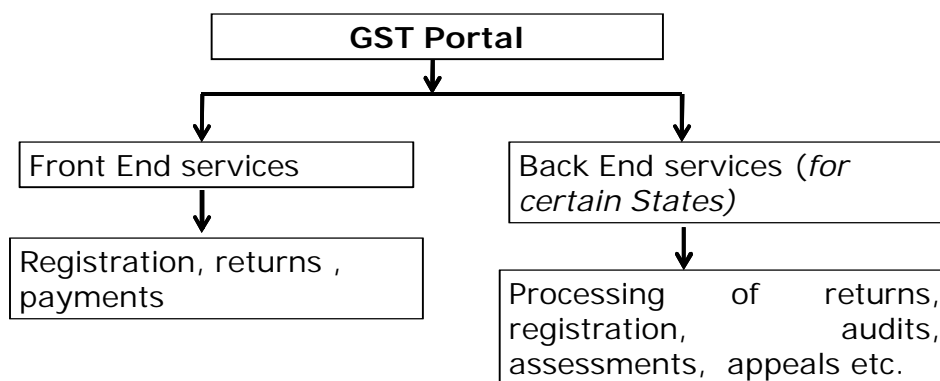 GST Portal
Front End services
Registration, returns ,
payments
Back End services (for
certain States)
Processing of returns,
registration, audits,
assessments, appeals etc.